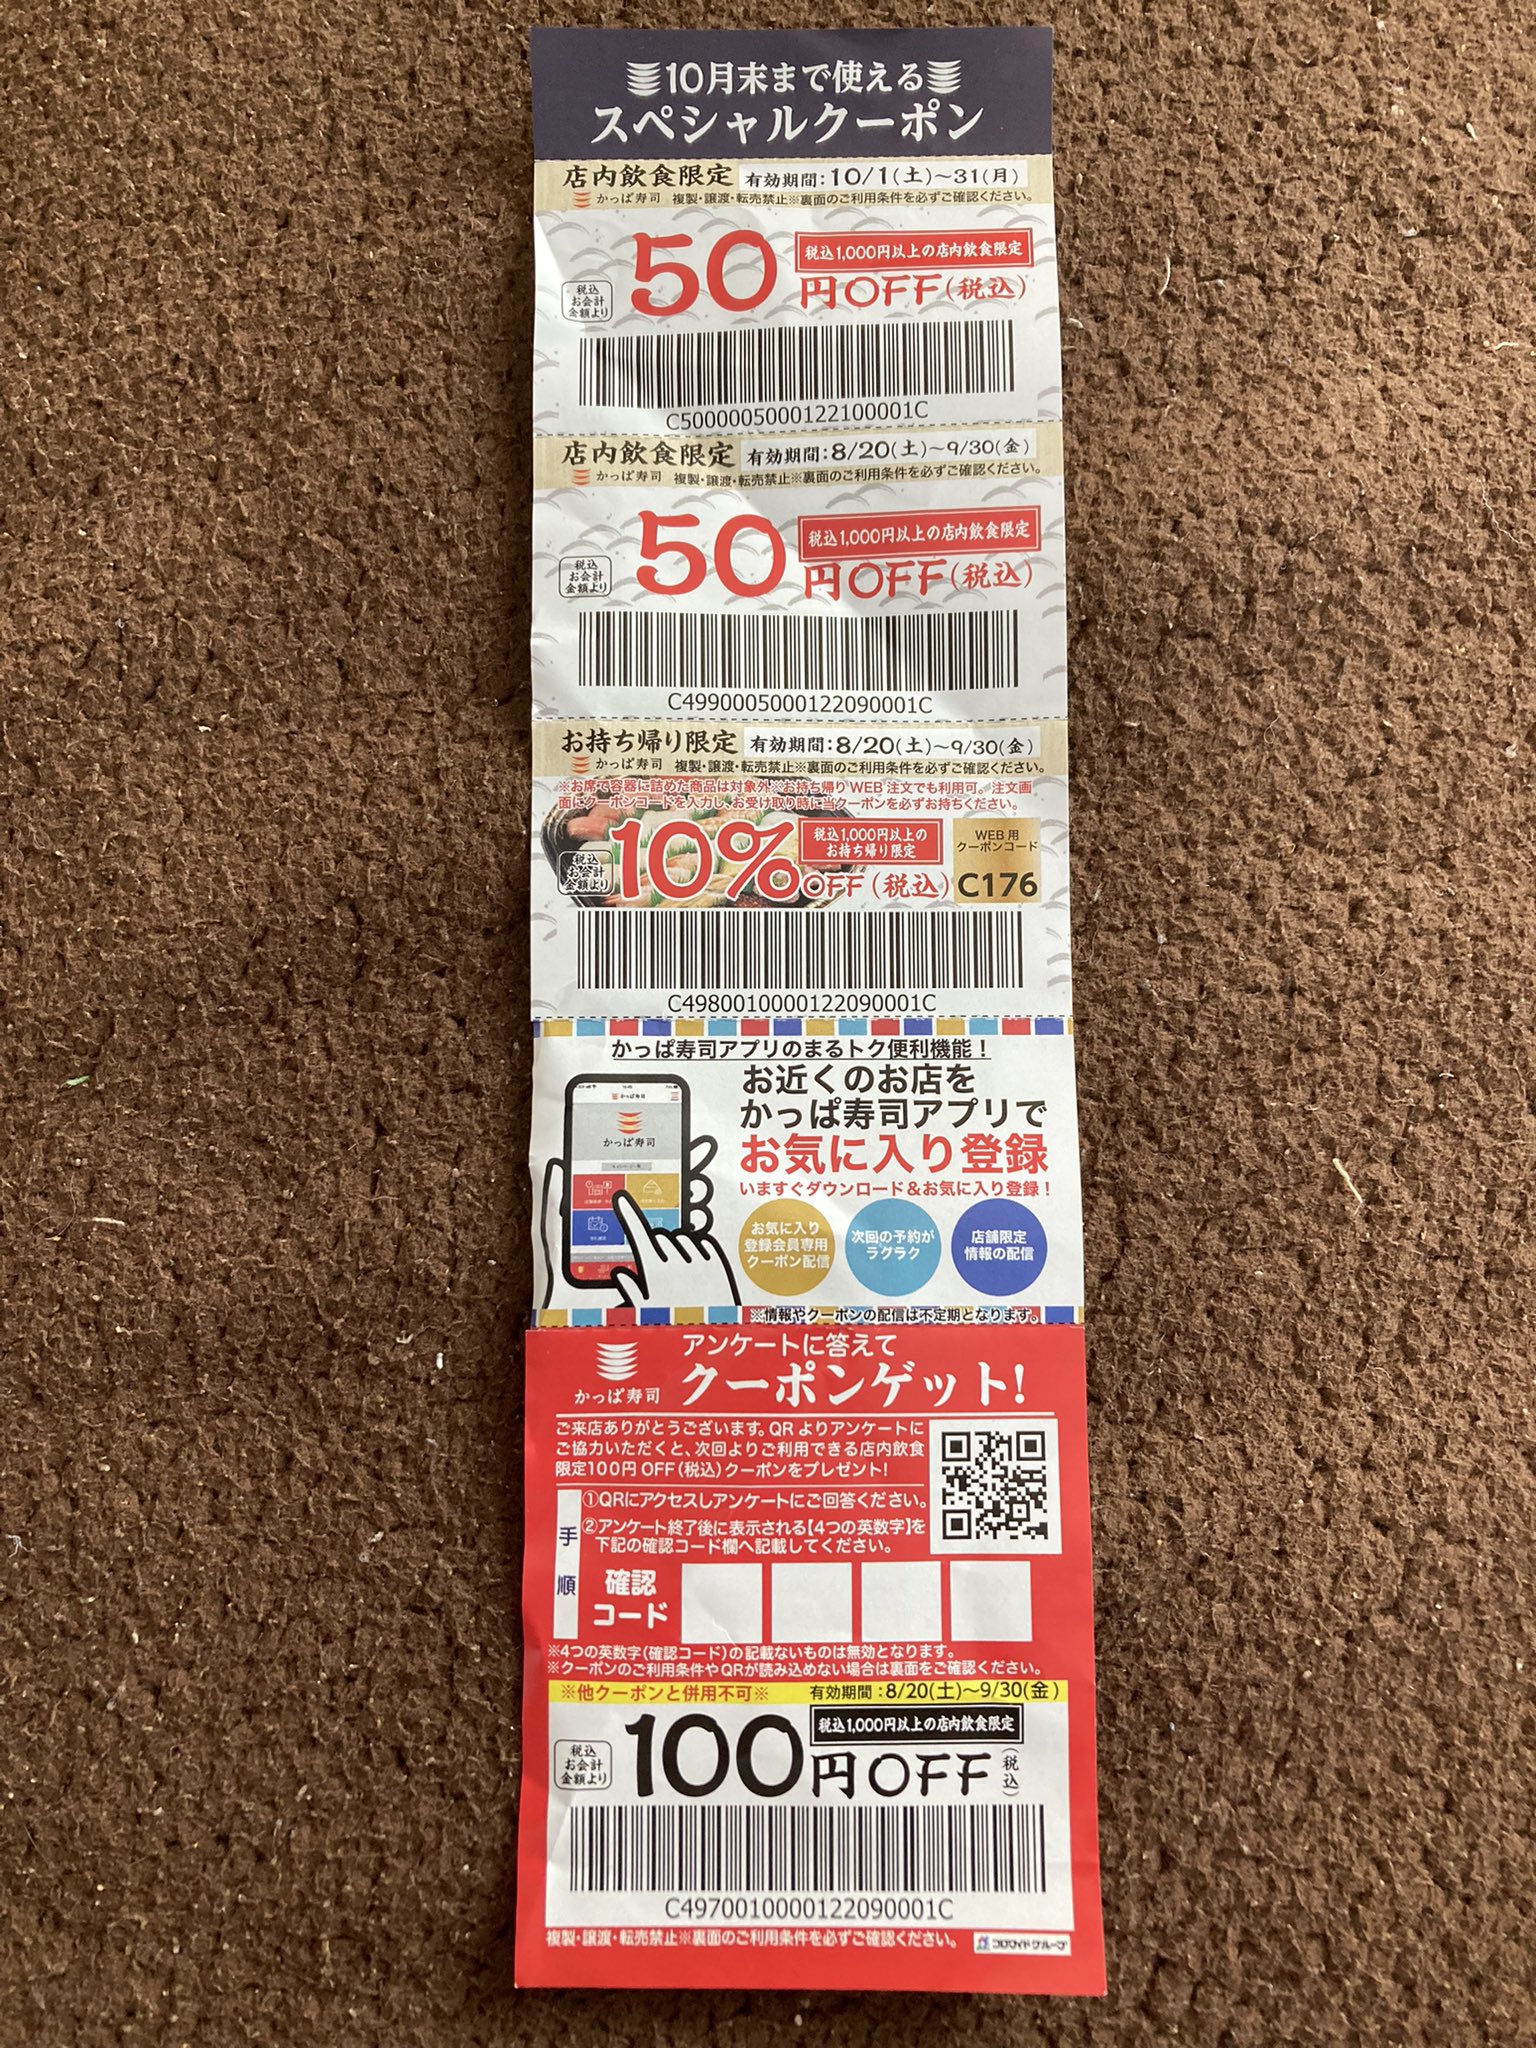 10月末まで使える
スペシャルクーポン
店内飲食限定 有効期間：10/1(土)～31(月)
かっぱ寿司 複製・譲渡・転売禁止※裏面のご利用条件を必ずご確認ください。
税込1,000円以上の店内飲食限定
税込
お会計
金額より
50円OFF(税込)
C5000005000122100001C
店内飲食限定 有効期間：8/20(土)～9/30(金)
かっぱ寿司 複製・譲渡・転売禁止※裏面のご利用条件を必ずご確認ください。
税込1,000円以上の店内飲食限定
税込
お会計
金額より
50円OFF(税込)
C4990005000122090001C
お持ち帰り限定 有効期間：8/20(土)～9/30(金)
かっぱ寿司 複製・譲渡・転売禁止※裏面のご利用条件を必ずご確認ください。
※お席で容器に詰めた商品は対象外※お持ち帰りWEB注文でも利用可。注文画
面にクーポンコードを入力し、お受け取り時に当クーポンを必ずお持ちください。
税込
お会計
金額より
10%OFF(税込)
税込1,000円以上の
お持ち帰り限定
WEB用
クーポンコード
C176
C4980010000122090001C
かっぱ寿司アプリのまるトク便利機能！
お近くのお店を
かっぱ寿司アプリで
お気に入り登録
いますぐダウンロード＆お気に入り登録！
かっぱ寿司
かっぱ寿司
お気に入り
登録会員専用
クーポン配信
次回の予約が
ラクラク
店舗限定
情報の配信
※情報やクーポンの配信は不定期となります。
かっぱ寿司
アンケートに答えて
クーポンゲット！
ご来店ありがとうございます。QRよりアンケートに
ご協力いただくと、次回よりご利用できる店内飲食
限定100円OFF(税込)クーポンをプレゼント！
手順
①QRにアクセスしアンケートにご回答ください。
②アンケート終了後に表示される【4つの英数字】を
下記の確認コード欄へ記載してください。
確認
コード
※4つの英数字(確認コード)の記載ないものは無効となります。
※クーポンのご利用条件やQRが読み込めない場合は裏面をご確認ください。
※他クーポンと併用不可※ 有効期間：8/20(土)～9/30(金)
税込1,000円以上の店内飲食限定
税込
お会計
金額より
100円OFF(税込)
C4970010000122090001C
複製・譲渡・転売禁止※裏面のご利用条件を必ずご確認ください。 コロワイドグループ